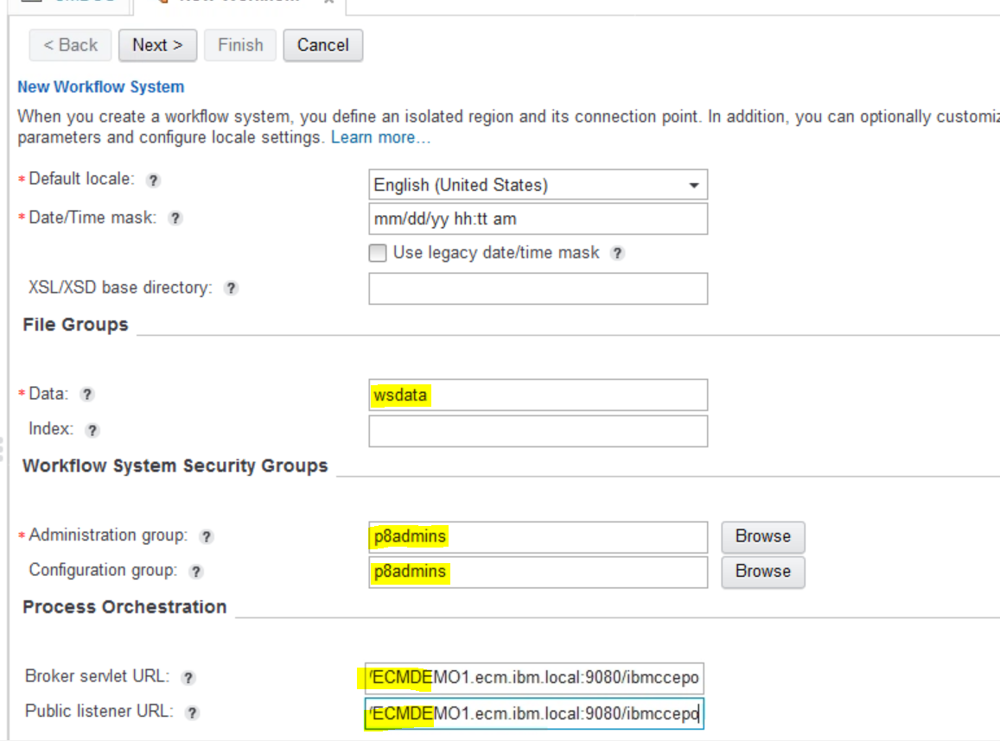 < Back Next > Finish Cancel
New Workflow System
When you create a workflow system, you define an isolated region and its connection point. In addition, you can optionally customiz
parameters and configure locale settings. Learn more...
* Default locale: ? English (United States)
* Date/Time mask: ? mm/dd/yy hh:tt am
Use legacy date/time mask ?
XSL/XSD base directory: ?
File Groups
* Data: ? wsdata
Index: ?
Workflow System Security Groups
* Administration group: ? p8admins Browse
Configuration group: ? p8admins Browse
Process Orchestration
Broker servlet URL: ? /ECMDEMO1.ecm.ibm.local:9080/ibmccepo
Public listener URL: ? /ECMDEMO1.ecm.ibm.local:9080/ibmccepo